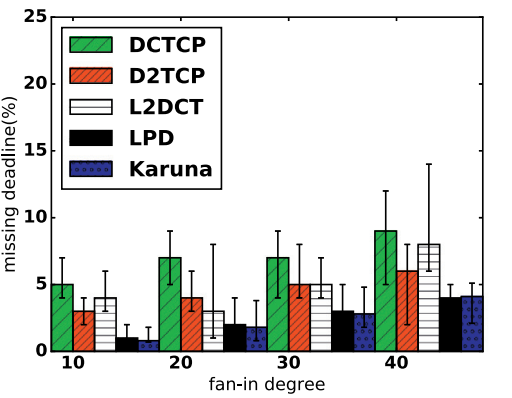 25
20
15
10
5
0
missing deadline(%)
DCTCP
D2TCP
L2DCT
LPD
Karuna
10 20 30 40
fan-in degree